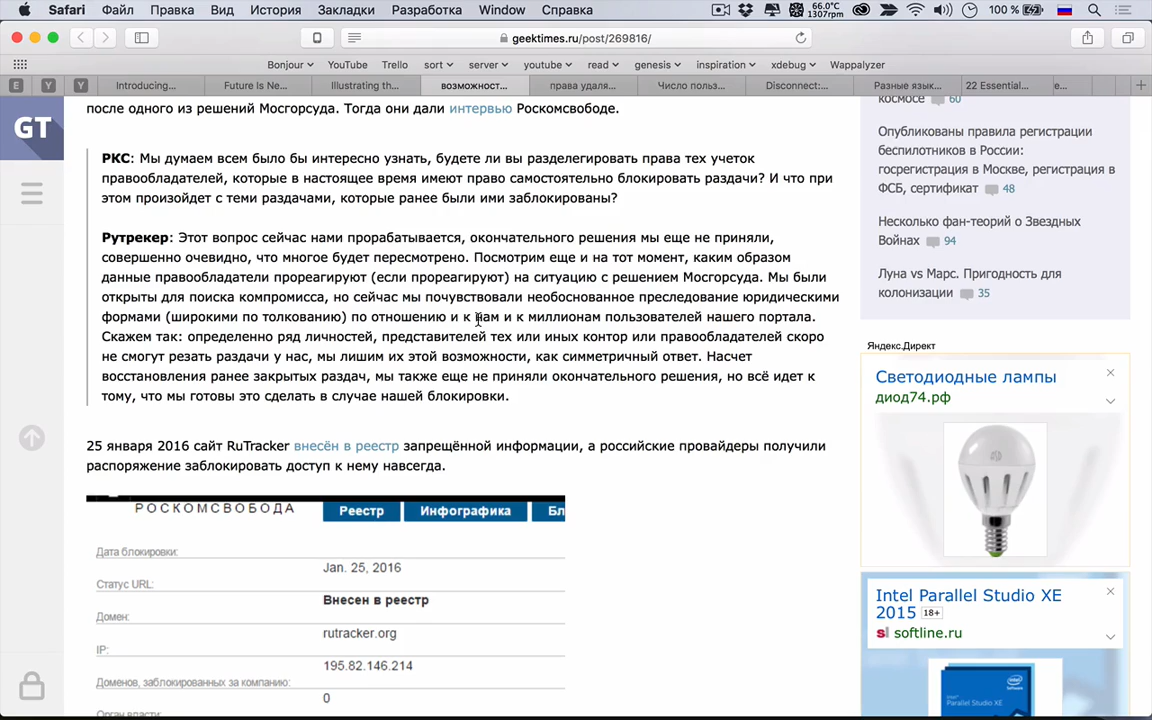 Safari Файл Правка Вид История Закладки Разработка Window Справка 66.0°C 1307rpm 100 %
geektimes.ru/post/269816/
Bonjour YouTube Trello sort server youtube read genesis inspiration xdebug Wappalyzer
E Y Y Introducing... Future Is Ne... Illustrating th... возможност... права удаля... Число польз... Disconnect:... Разные язык... 22 Essential... e...
GT
после одного из решений Мосгорсуда. Тогда они дали интервью Роскомсвободе.
РКС: Мы думаем всем было бы интересно узнать, будете ли вы разделегировать права тех учеток
правообладателей, которые в настоящее время имеют право самостоятельно блокировать раздачи? И что при
этом произойдет с теми раздачами, которые ранее были ими заблокированы?
Рутрекер: Этот вопрос сейчас нами прорабатывается, окончательного решения мы еще не приняли,
совершенно очевидно, что многое будет пересмотрено. Посмотрим еще и на тот момент, каким образом
данные правообладатели прореагируют (если прореагируют) на ситуацию с решением Мосгорсуда. Мы были
открыты для поиска компромисса, но сейчас мы почувствовали необоснованное преследование юридическими
формами (широкими по толкованию) по отношению и к нам и к миллионам пользователей нашего портала.
Скажем так: определенно ряд личностей, представителей тех или иных контор или правообладателей скоро
не смогут резать раздачи у нас, мы лишим их этой возможности, как симметричный ответ. Насчет
восстановления ранее закрытых раздач, мы также еще не приняли окончательного решения, но всё идет к
тому, что мы готовы это сделать в случае нашей блокировки.
25 января 2016 сайт RuTracker внесён в реестр запрещённой информации, а российские провайдеры получили
распоряжение заблокировать доступ к нему навсегда.
РОСКОМСВОБОДА Реестр Инфографика Бл
Дата блокировки:
Jan. 25, 2016
Статус URL:
Внесен в реестр
Домен:
rutracker.org
IP:
195.82.146.214
Доменов, заблокированных за компанию:
0
Орган власти:
космосе 60
Опубликованы правила регистрации
беспилотников в России:
госрегистрация в Москве, регистрация в
ФСБ, сертификат 48
Несколько фан-теорий о Звездных
Войнах 94
Луна vs Марс. Пригодность для
колонизации 35
Яндекс.Директ
Светодиодные лампы
диод74.рф
Intel Parallel Studio XE
2015 18+
softline.ru